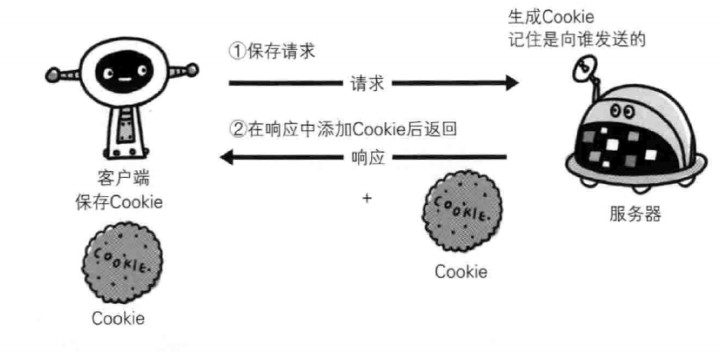 生成Cookie
记住是向谁发送的
①保存请求
请求
②在响应中添加Cookie后返回
响应
客户端
保存Cookie
+
COOKIE.
服务器
COOKIE.
Cookie
Cookie